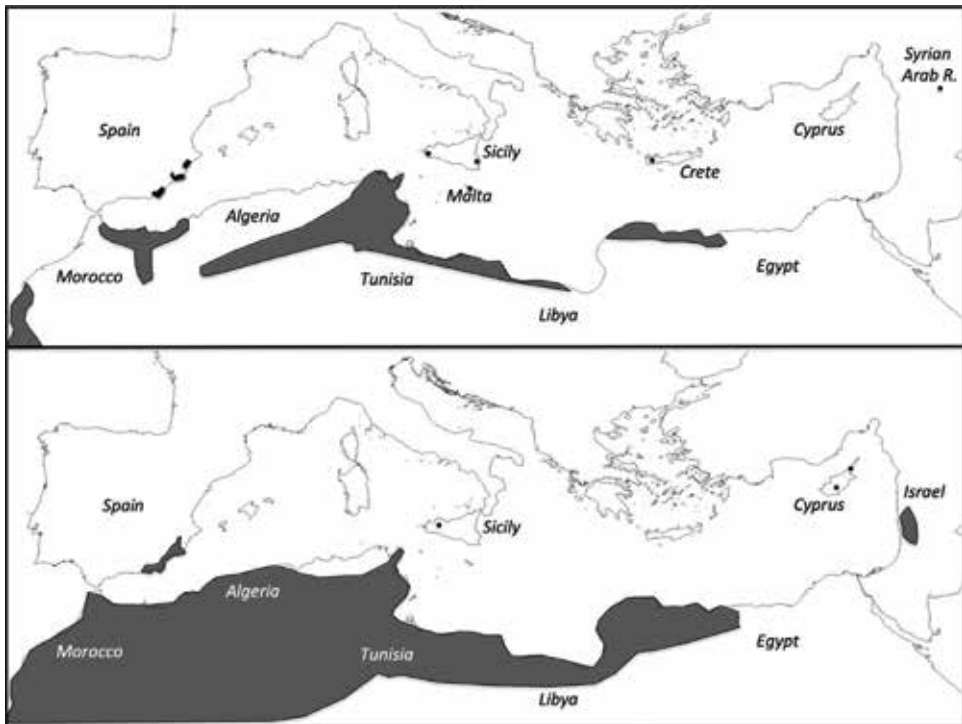 Syrian
Arab R.
Spain
Cyprus
Sicily
Crete
Malta
Algeria
Morocco
Tunisia
Egypt
Libya
Spain
Cyprus
Israel
Sicily
Algeria
Morocco
Tunisia
Egypt
Libya